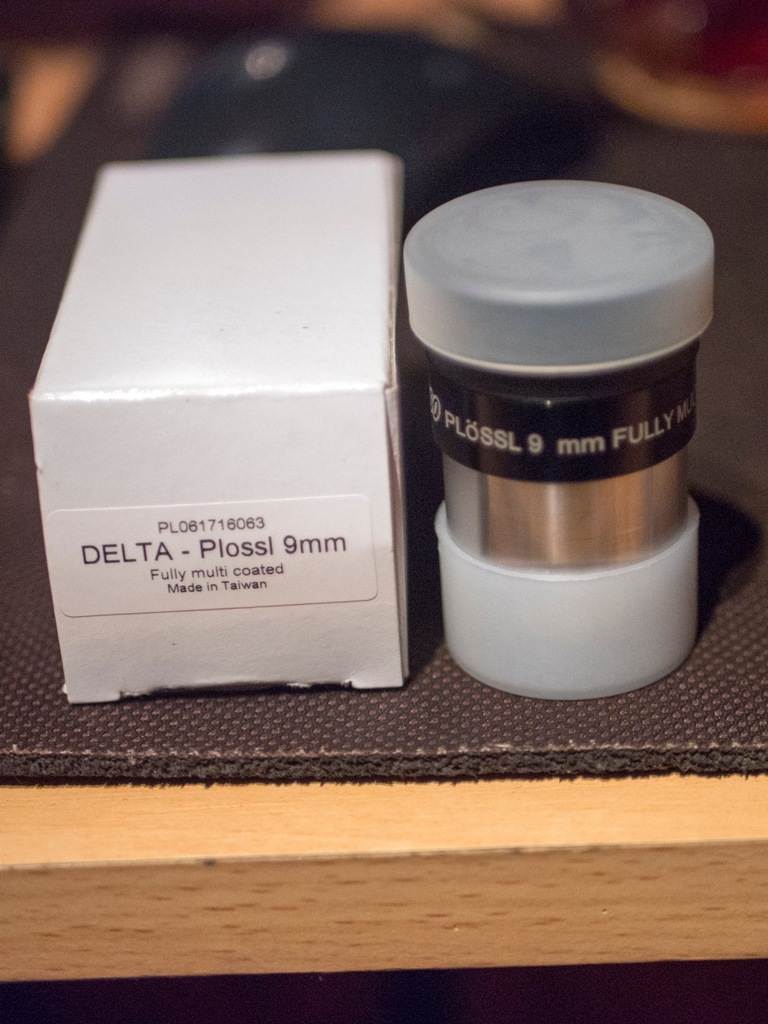 PL061716063
DELTA - Plossl 9mm
Fully multi coated
Made in Taiwan
PLÖSSL 9 mm FULLY